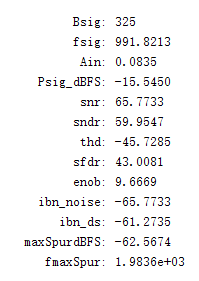 Bsig: 325
fsig: 991.8213
Ain: 0.0835
Psig_dBFS: -15.5450
snr: 65.7733
sndr: 59.9547
thd: -45.7285
sfdr: 43.0081
enob: 9.6669
ibn_noise: -65.7733
ibn_ds: -61.2735
maxSpurdBFS: -62.5674
fmaxSpur: 1.9836e+03